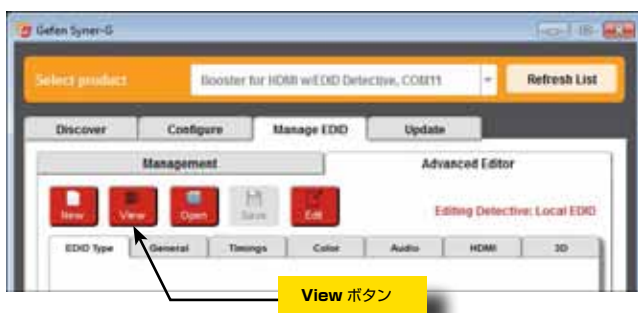 Gefen Syner-G
Select product
Booster for HDMI w/EDID Detective, COM11
Refresh List
Discover
Configure
Manage EDID
Update
Management
Advanced Editor
New
View
Open
Save
Edit
Editing Detective: Local EDID
EDID Type
General
Timings
Color
Audio
HDMI
3D
View ボタン